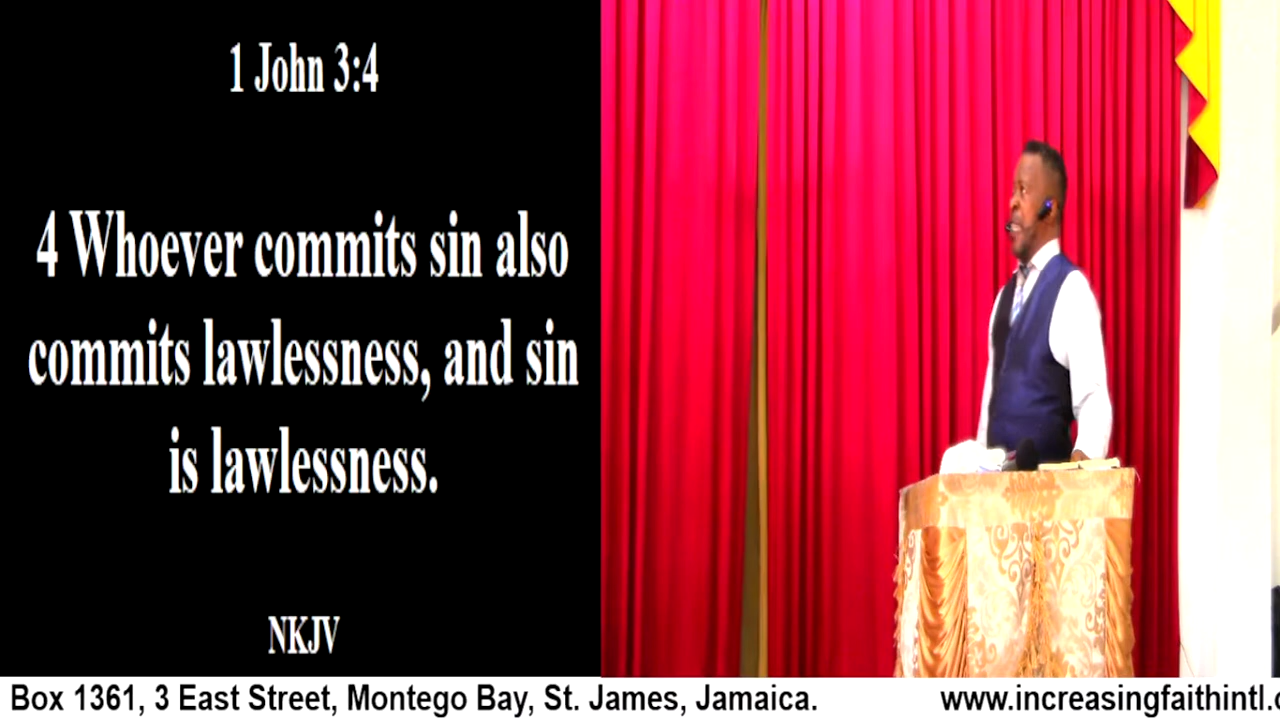 1 John 3:4
4 Whoever commits sin also
commits lawlessness, and sin
is lawlessness.
NKJV
Box 1361, 3 East Street, Montego Bay, St. James, Jamaica.
www.increasingfaithintl.c